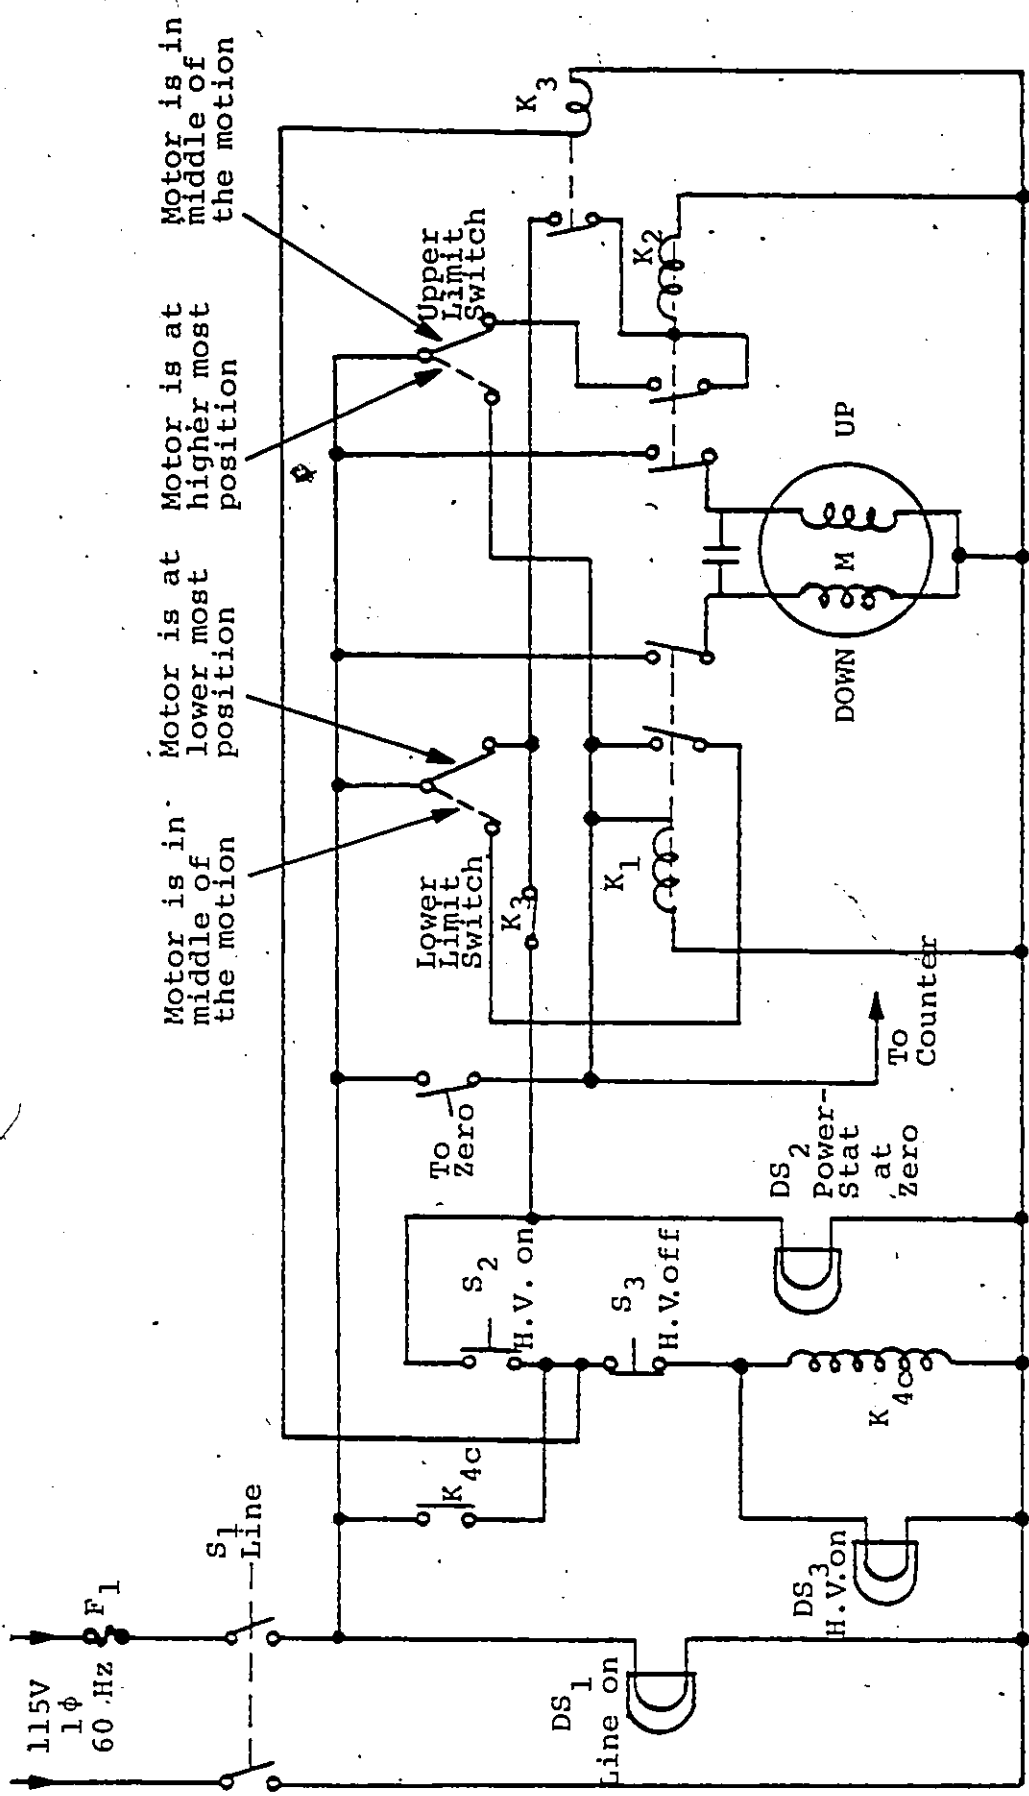 115V
1φ
60 Hz
F1
S1
Line
DS1
Line on
DS3
H.V.on
K4c
K4c
S2
H.V. on
S3
H.V.off
DS2
Power-
Stat
at
Zero
To
Zero
To
Counter
Motor is in
middle of
the motion
Lower
Limit
Switch
K3
K1
Motor is at
lower most
position
DOWN
M
UP
Motor is at
higher most
position
Upper
Limit
Switch
K2
K3
Motor is in
middle of
the motion